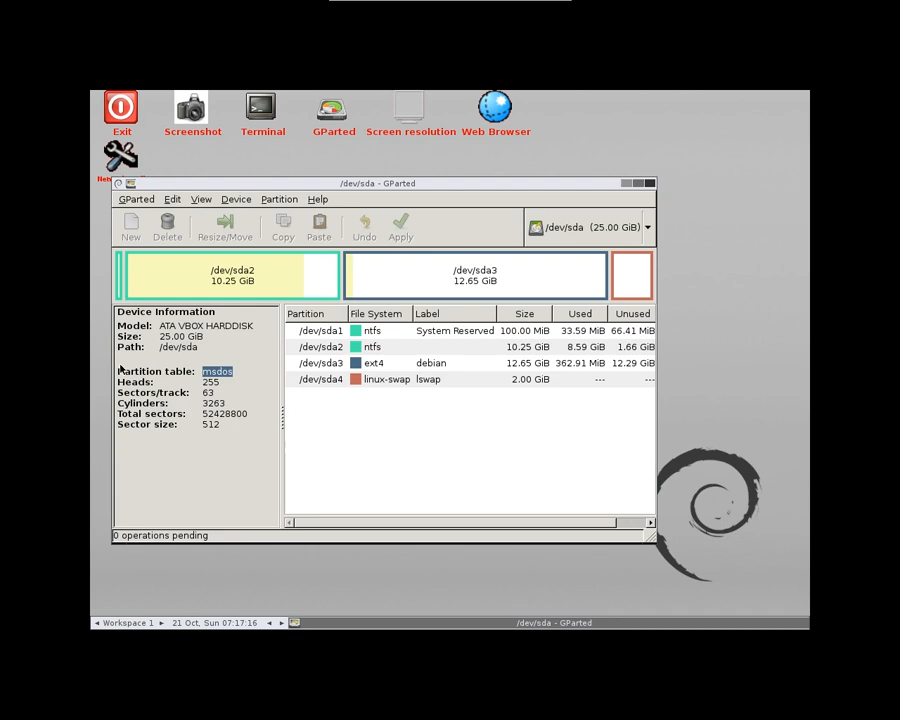 Exit Screenshot Terminal GParted Screen resolution Web Browser
/dev/sda - GParted
GParted Edit View Device Partition Help
New Delete Resize/Move Copy Paste Undo Apply
/dev/sda (25.00 GiB)
/dev/sda2
10.25 GiB
/dev/sda3
12.65 GiB
Device Information
Model: ATA VBOX HARDDISK
Size: 25.00 GiB
Path: /dev/sda
Partition table: msdos
Heads: 255
Sectors/track: 63
Cylinders: 3263
Total sectors: 52428800
Sector size: 512
Partition File System Label Size Used Unused
/dev/sda1 ntfs System Reserved 100.00 MiB 33.59 MiB 66.41 MiB
/dev/sda2 ntfs 10.25 GiB 8.59 GiB 1.66 GiB
/dev/sda3 ext4 debian 12.65 GiB 362.91 MiB 12.29 GiB
/dev/sda4 linux-swap lswap 2.00 GiB --- ---
0 operations pending
Workspace 1 21 Oct, Sun 07:17:16 /dev/sda - GParted